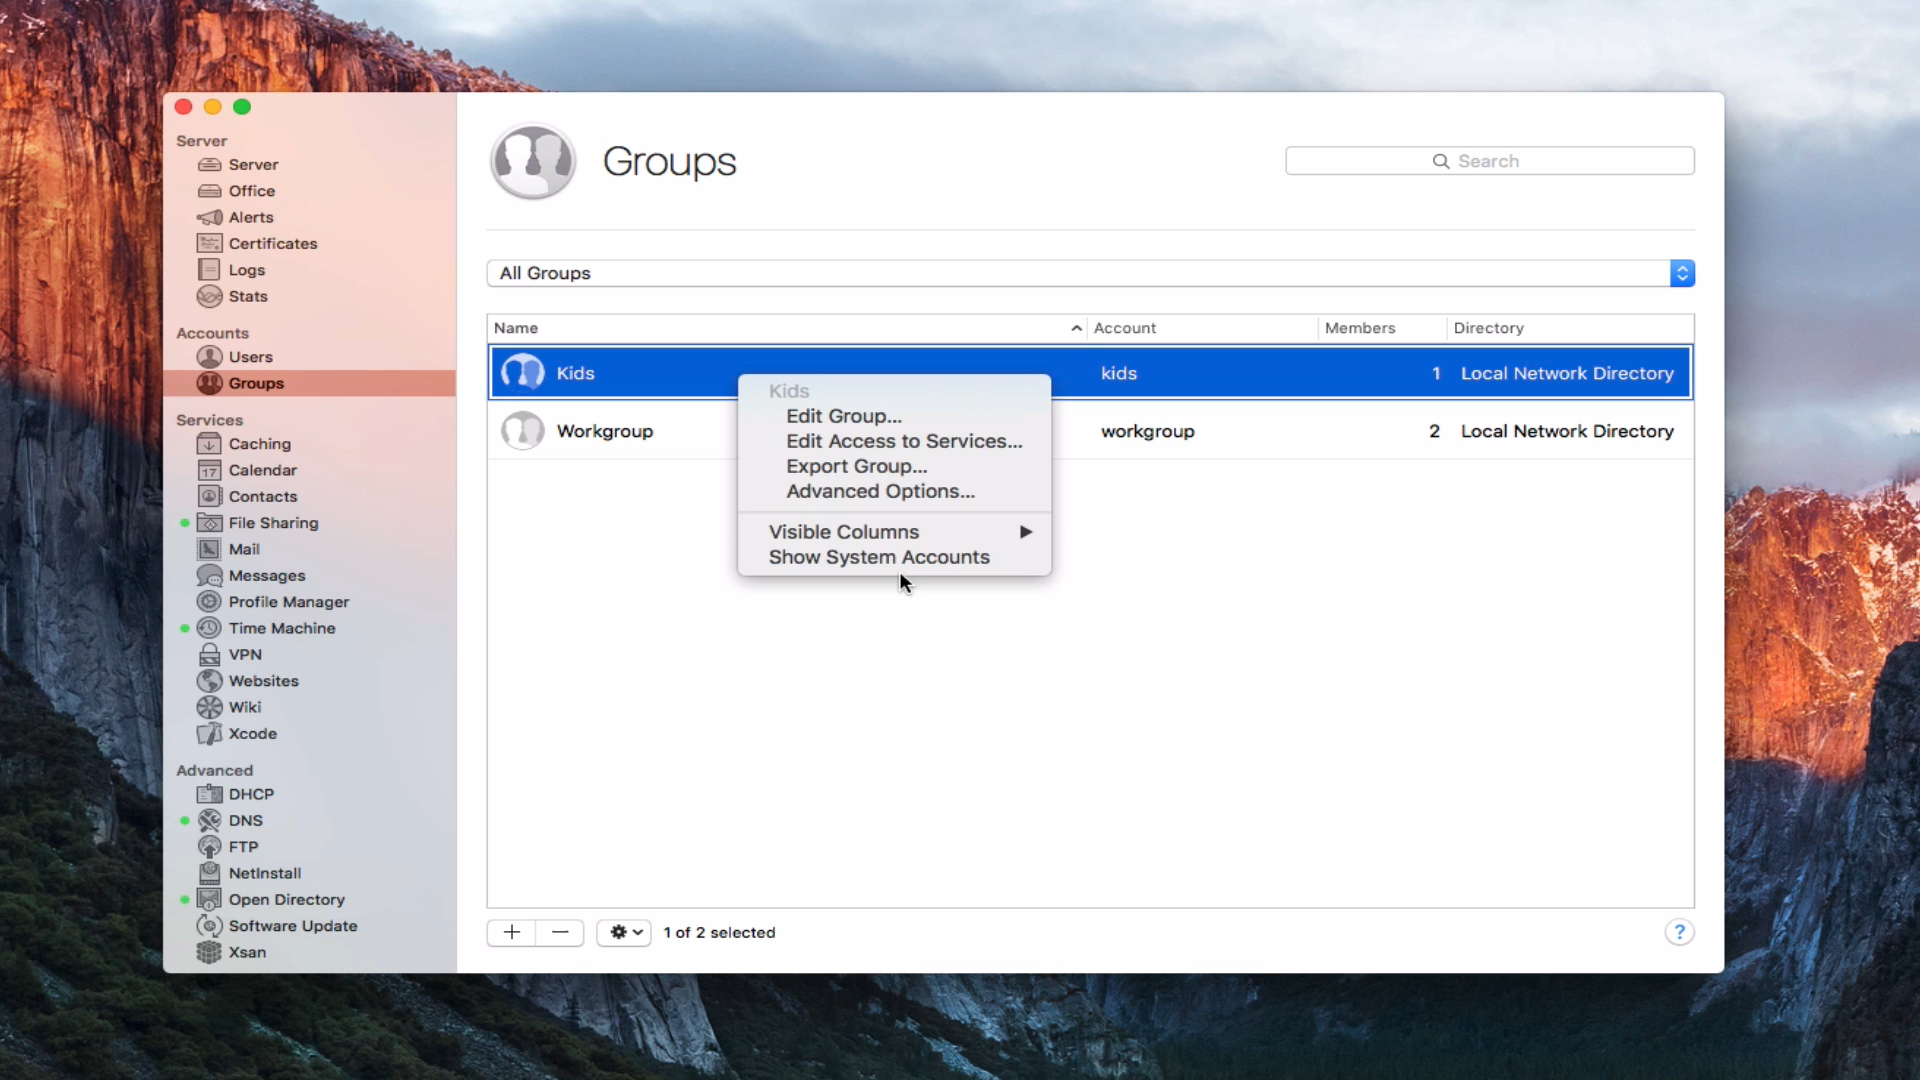 Server
Server
Office
Alerts
Certificates
Logs
Stats
Accounts
Users
Groups
Services
Caching
17 Calendar
Contacts
File Sharing
Mail
Messages
Profile Manager
Time Machine
VPN
Websites
Wiki
Xcode
Advanced
DHCP
DNS
FTP
NetInstall
Open Directory
Software Update
Xsan
Groups
Search
All Groups
Name Account Members Directory
Kids kids 1 Local Network Directory
Workgroup workgroup 2 Local Network Directory
Kids
Edit Group...
Edit Access to Services...
Export Group...
Advanced Options...
Visible Columns
Show System Accounts
1 of 2 selected
?